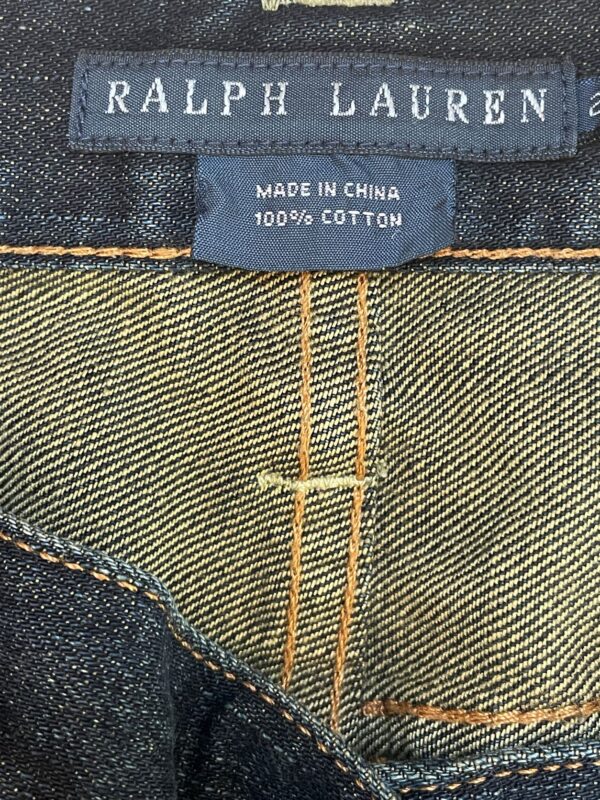 RALPH LAUREN
MADE IN CHINA
100% COTTON